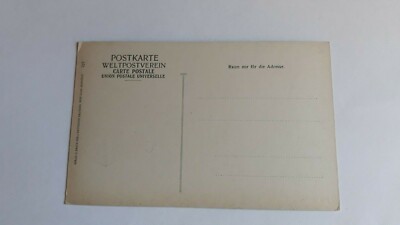 POSTKARTE
WELTPOSTVEREIN
CARTE POSTALE
UNION POSTALE UNIVERSELLE
Raum nur für die Adresse.